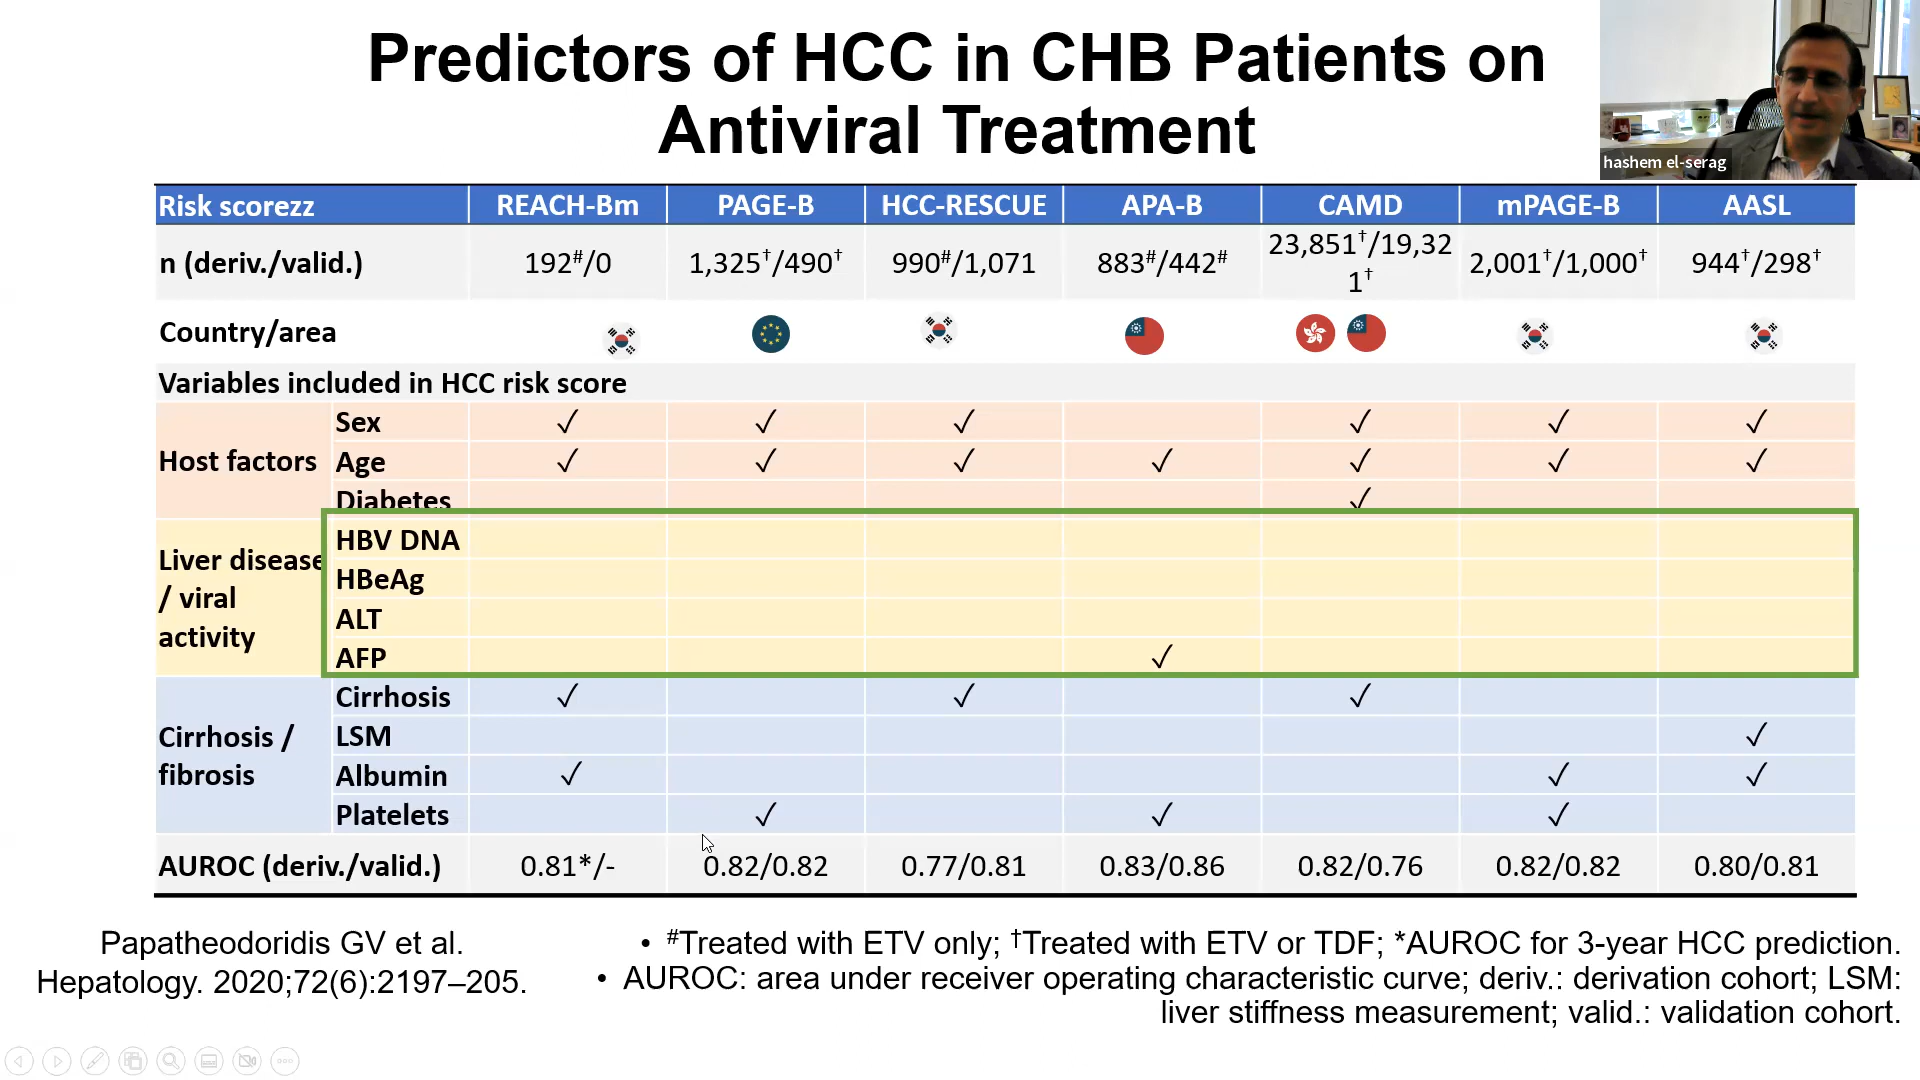 Predictors of HCC in CHB Patients on
Antiviral Treatment
hashem el-serag
Risk scorezz REACH-Bm PAGE-B HCC-RESCUE APA-B CAMD mPAGE-B AASL
n (deriv./valid.) 192#/0 1,325†/490† 990#/1,071 883#/442# 23,851†/19,32 2,001†/1,000† 944†/298†
1†
Country/area
Variables included in HCC risk score
Host factors
Sex ✓ ✓ ✓ ✓ ✓ ✓
Age ✓ ✓ ✓ ✓ ✓ ✓ ✓
Diabetes ✓
Liver disease
/ viral
activity
HBV DNA
HBeAg
ALT
AFP ✓
Cirrhosis /
fibrosis
Cirrhosis ✓ ✓ ✓
LSM ✓
Albumin ✓ ✓ ✓
Platelets ✓ ✓ ✓
AUROC (deriv./valid.) 0.81*/- 0.82/0.82 0.77/0.81 0.83/0.86 0.82/0.76 0.82/0.82 0.80/0.81
Papatheodoridis GV et al.
Hepatology. 2020;72(6):2197–205.
• #Treated with ETV only; †Treated with ETV or TDF; *AUROC for 3-year HCC prediction.
• AUROC: area under receiver operating characteristic curve; deriv.: derivation cohort; LSM:
liver stiffness measurement; valid.: validation cohort.